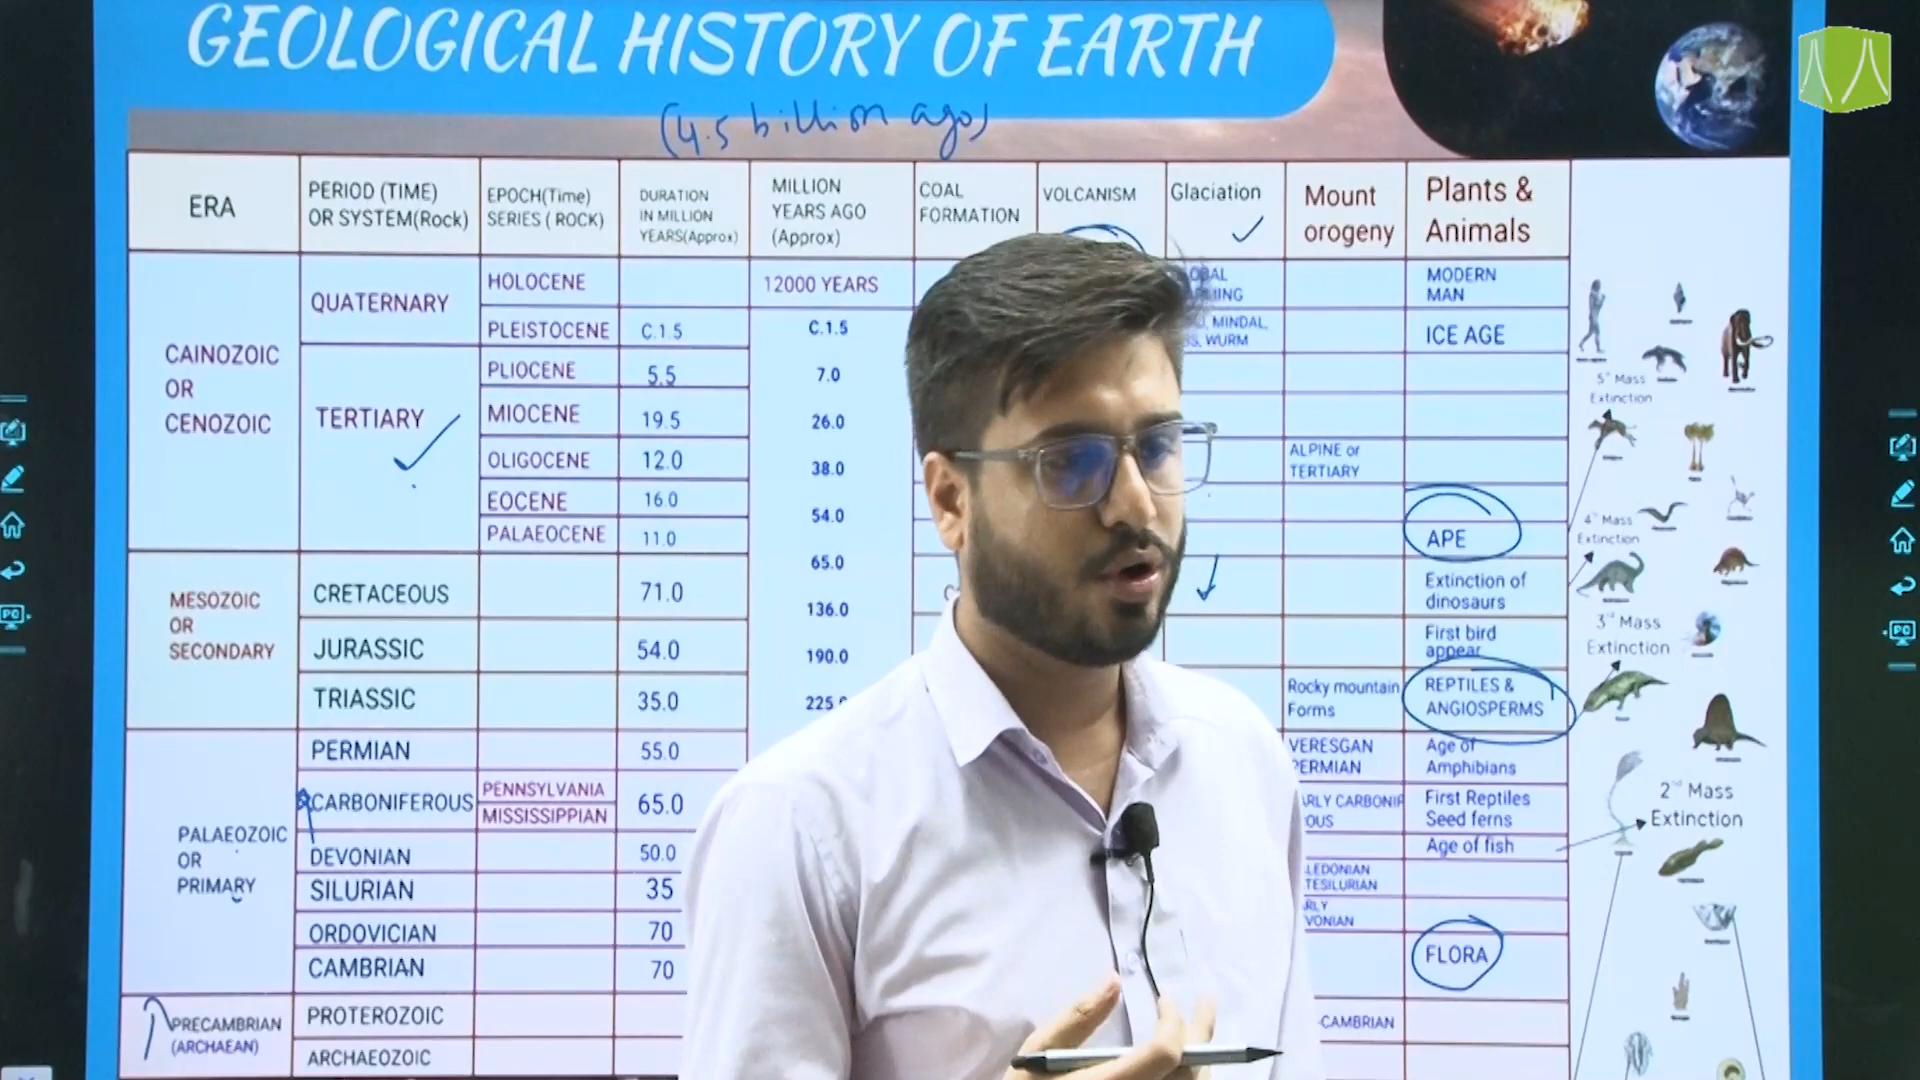 GEOLOGICAL HISTORY OF EARTH
(4.5 billion ago)
ERA
PERIOD (TIME)
OR SYSTEM(Rock)
EPOCH(Time)
SERIES ( ROCK)
DURATION
IN MILLION
YEARS(Approx)
MILLION
YEARS AGO
(Approx)
COAL
FORMATION
VOLCANISM
Glaciation
Mount
orogeny
Plants &
Animals
CAINOZOIC
OR
CENOZOIC
QUATERNARY
HOLOCENE
12000 YEARS
MODERN
MAN
PLEISTOCENE
C.1.5
C.1.5
MINDAL,
WURM
ICE AGE
TERTIARY
PLIOCENE
5.5
7.0
MIOCENE
19.5
26.0
OLIGOCENE
12.0
38.0
ALPINE or
TERTIARY
EOCENE
16.0
54.0
PALAEOCENE
11.0
65.0
APE
MESOZOIC
OR
SECONDARY
CRETACEOUS
71.0
136.0
Extinction of
dinosaurs
JURASSIC
54.0
190.0
First bird
appear
TRIASSIC
35.0
225
Rocky mountain
Forms
REPTILES &
ANGIOSPERMS
PALAEOZOIC
OR
PRIMARY
PERMIAN
55.0
VERESGAN
PERMIAN
Age of
Amphibians
CARBONIFEROUS
PENNSYLVANIA
MISSISSIPPIAN
65.0
First Reptiles
Seed ferns
DEVONIAN
50.0
Age of fish
SILURIAN
35
ORDOVICIAN
70
CAMBRIAN
70
FLORA
PRECAMBRIAN
(ARCHAEAN)
PROTEROZOIC
-CAMBRIAN
ARCHAEOZOIC
5th Mass
Extinction
4th Mass
Extinction
3rd Mass
Extinction
2nd Mass
Extinction
PC
PC